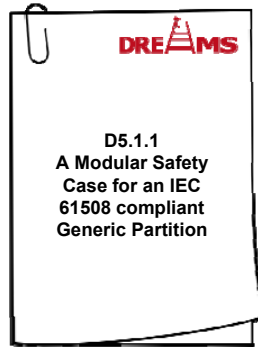 DREAMS
D5.1.1
A Modular Safety
Case for an IEC
61508 compliant
Generic Partition